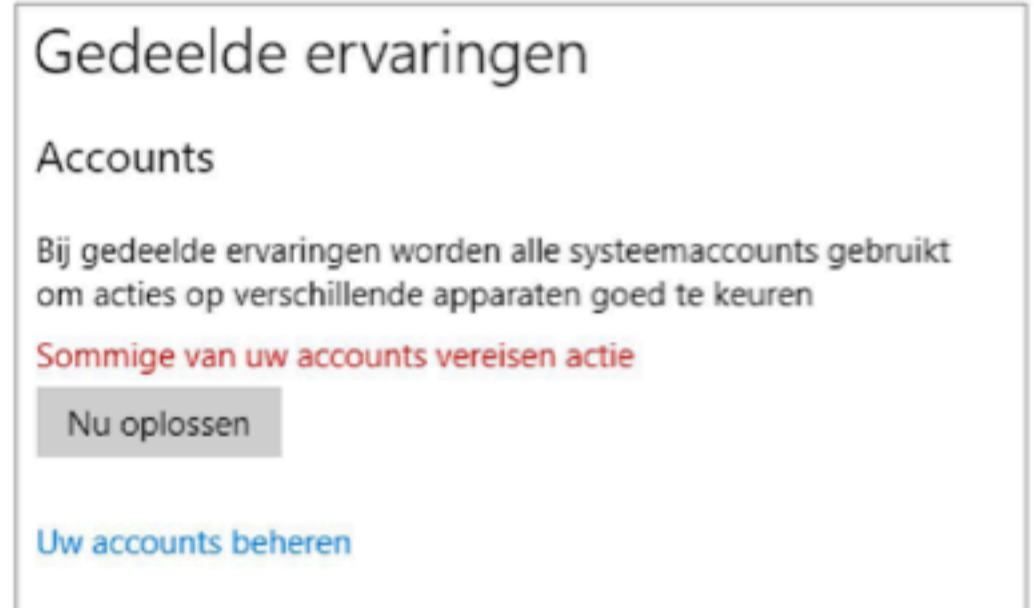 Gedeelde ervaringen
Accounts
Bij gedeelde ervaringen worden alle systeemaccounts gebruikt
om acties op verschillende apparaten goed te keuren
Sommige van uw accounts vereisen actie
Nu oplossen
Uw accounts beheren